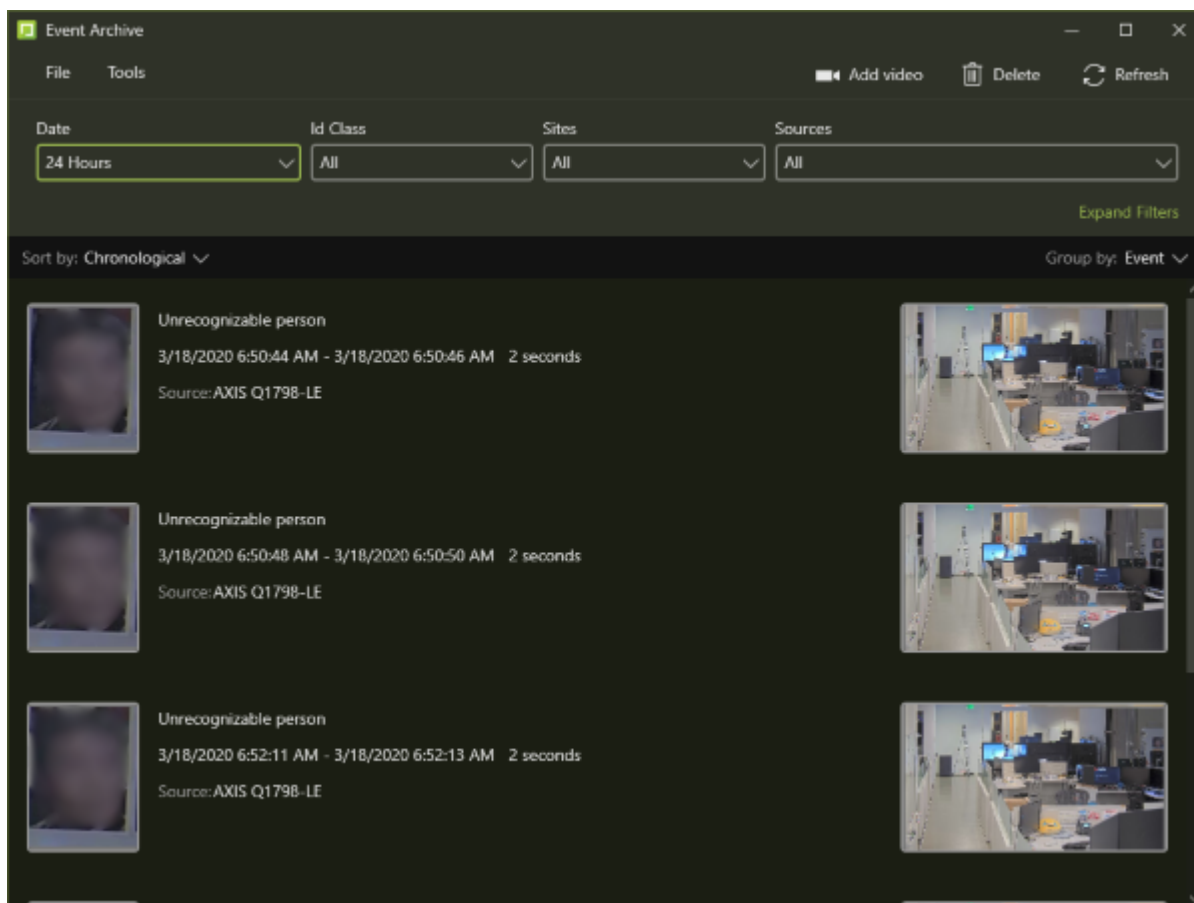 Event Archive
File Tools Add video Delete Refresh
Date Id Class Sites Sources
24 Hours All All All
Expand Filters
Sort by: Chronological Group by: Event
Unrecognizable person
3/18/2020 6:50:44 AM - 3/18/2020 6:50:46 AM 2 seconds
Source: AXIS Q1798-LE
Unrecognizable person
3/18/2020 6:50:48 AM - 3/18/2020 6:50:50 AM 2 seconds
Source: AXIS Q1798-LE
Unrecognizable person
3/18/2020 6:52:11 AM - 3/18/2020 6:52:13 AM 2 seconds
Source: AXIS Q1798-LE